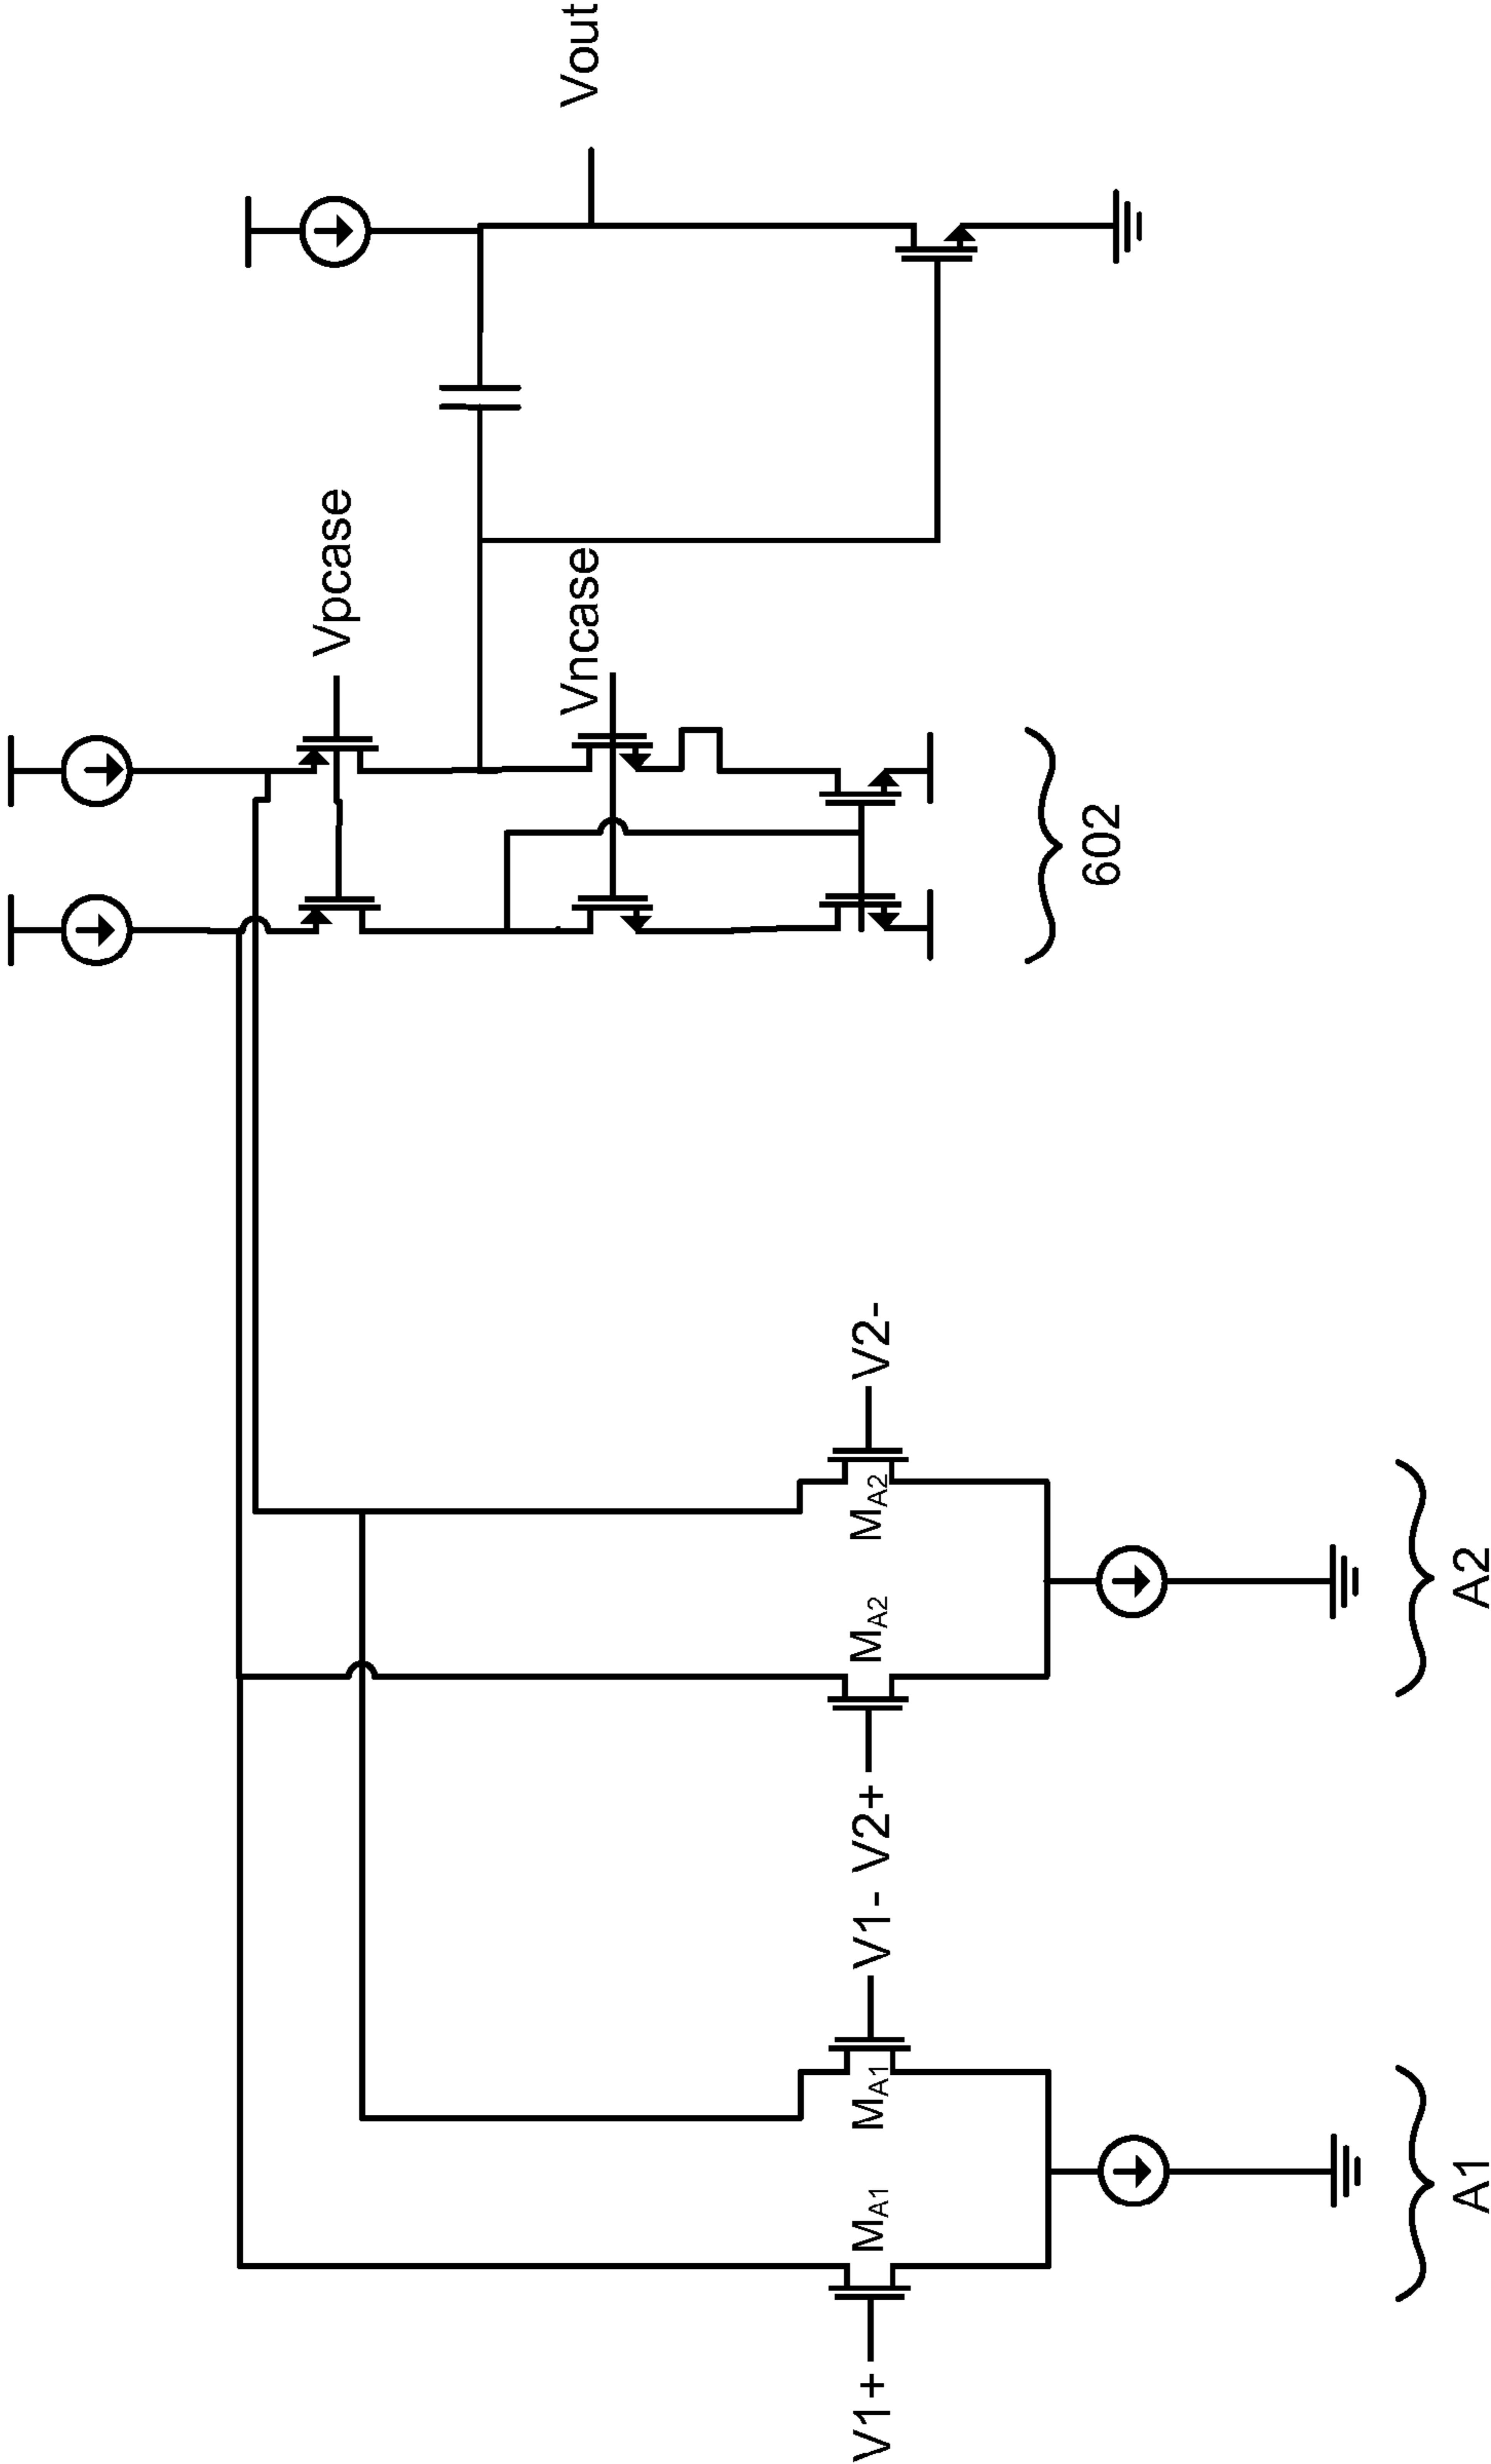 Vout
Vpcase
Vncase
602
V1+
MA1
MA1
V1-
V2+
MA2
MA2
V2-
A1
A2